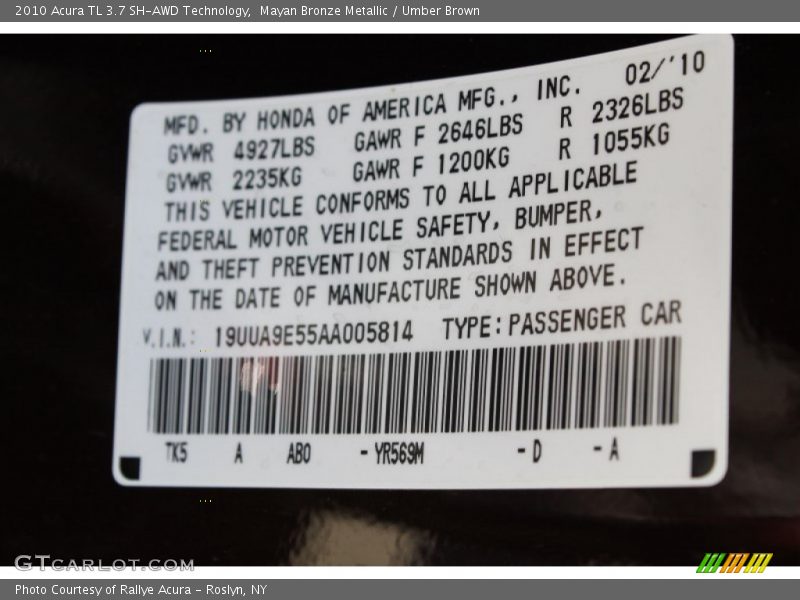 2010 Acura TL 3.7 SH-AWD Technology,  Mayan Bronze Metallic / Umber Brown
MFD. BY HONDA OF AMERICA MFG., INC. 02/'10
GVWR 4927LBS GAWR F 2646LBS R 2326LBS
GVWR 2235KG GAWR F 1200KG R 1055KG
THIS VEHICLE CONFORMS TO ALL APPLICABLE
FEDERAL MOTOR VEHICLE SAFETY, BUMPER,
AND THEFT PREVENTION STANDARDS IN EFFECT
ON THE DATE OF MANUFACTURE SHOWN ABOVE.
V.I.N.: 19UUA9E55AA005814 TYPE:PASSENGER CAR
TK5 A AB0 -YR569M -D -A
GTcarlot.com
Photo Courtesy of Rallye Acura - Roslyn, NY